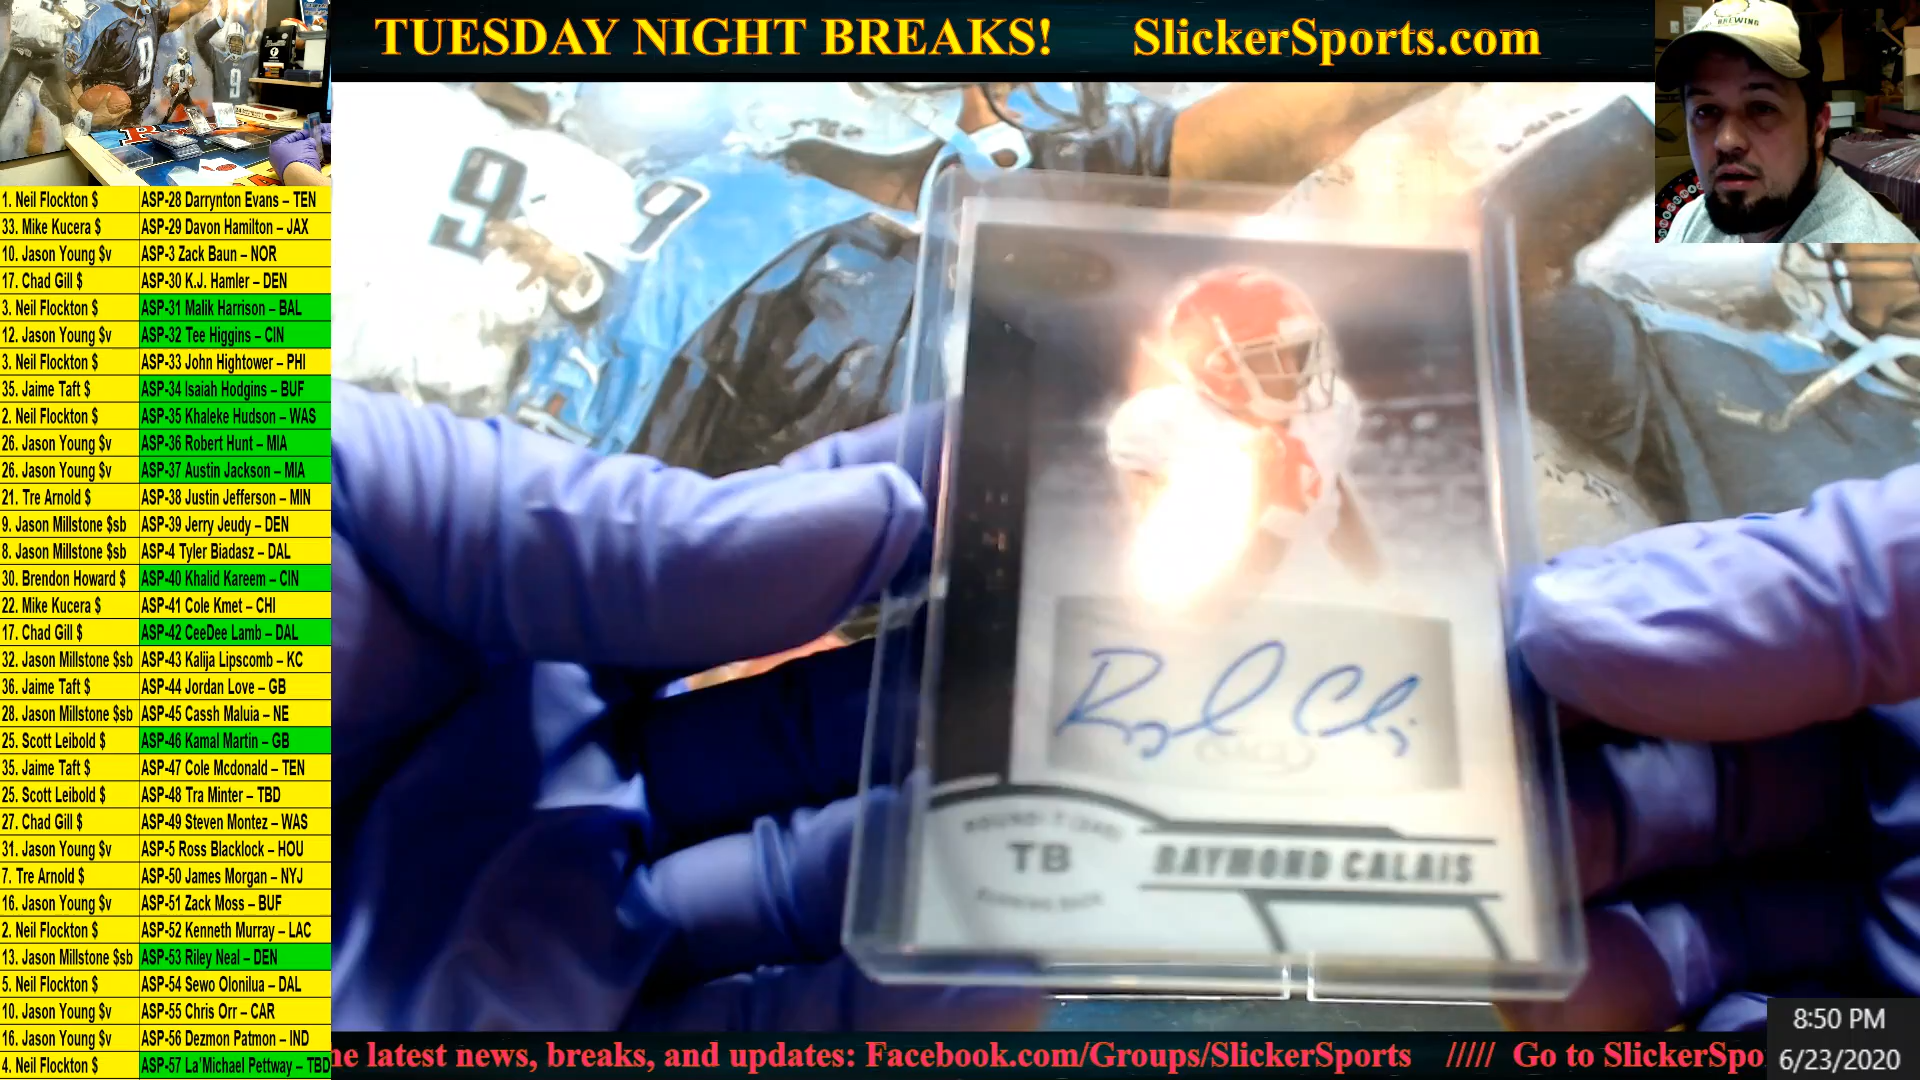 TUESDAY NIGHT BREAKS! SlickerSports.com
1. Neil Flockton $ ASP-28 Darrynton Evans – TEN
33. Mike Kucera $ ASP-29 Davon Hamilton – JAX
10. Jason Young $v ASP-3 Zack Baun – NOR
17. Chad Gill $ ASP-30 K.J. Hamler – DEN
3. Neil Flockton $ ASP-31 Malik Harrison – BAL
12. Jason Young $v ASP-32 Tee Higgins – CIN
3. Neil Flockton $ ASP-33 John Hightower – PHI
35. Jaime Taft $ ASP-34 Isaiah Hodgins – BUF
2. Neil Flockton $ ASP-35 Khaleke Hudson – WAS
26. Jason Young $v ASP-36 Robert Hunt – MIA
26. Jason Young $v ASP-37 Austin Jackson – MIA
21. Tre Arnold $ ASP-38 Justin Jefferson – MIN
9. Jason Millstone $sb ASP-39 Jerry Jeudy – DEN
8. Jason Millstone $sb ASP-4 Tyler Biadasz – DAL
30. Brendon Howard $ ASP-40 Khalid Kareem – CIN
22. Mike Kucera $ ASP-41 Cole Kmet – CHI
17. Chad Gill $ ASP-42 CeeDee Lamb – DAL
32. Jason Millstone $sb ASP-43 Kalija Lipscomb – KC
36. Jaime Taft $ ASP-44 Jordan Love – GB
28. Jason Millstone $sb ASP-45 Cassh Maluia – NE
25. Scott Leibold $ ASP-46 Kamal Martin – GB
35. Jaime Taft $ ASP-47 Cole Mcdonald – TEN
25. Scott Leibold $ ASP-48 Tra Minter – TBD
27. Chad Gill $ ASP-49 Steven Montez – WAS
31. Jason Young $v ASP-5 Ross Blacklock – HOU
7. Tre Arnold $ ASP-50 James Morgan – NYJ
16. Jason Young $v ASP-51 Zack Moss – BUF
2. Neil Flockton $ ASP-52 Kenneth Murray – LAC
13. Jason Millstone $sb ASP-53 Riley Neal – DEN
5. Neil Flockton $ ASP-54 Sewo Olonilua – DAL
10. Jason Young $v ASP-55 Chris Orr – CAR
16. Jason Young $v ASP-56 Dezmon Patmon – IND
4. Neil Flockton $ ASP-57 La'Michael Pettway – TBD
9
9
TB
RUNNING BACK
RAYMOND CALAIS
he latest news, breaks, and updates: Facebook.com/Groups/SlickerSports ///// Go to SlickerSpo
8:50 PM
6/23/2020